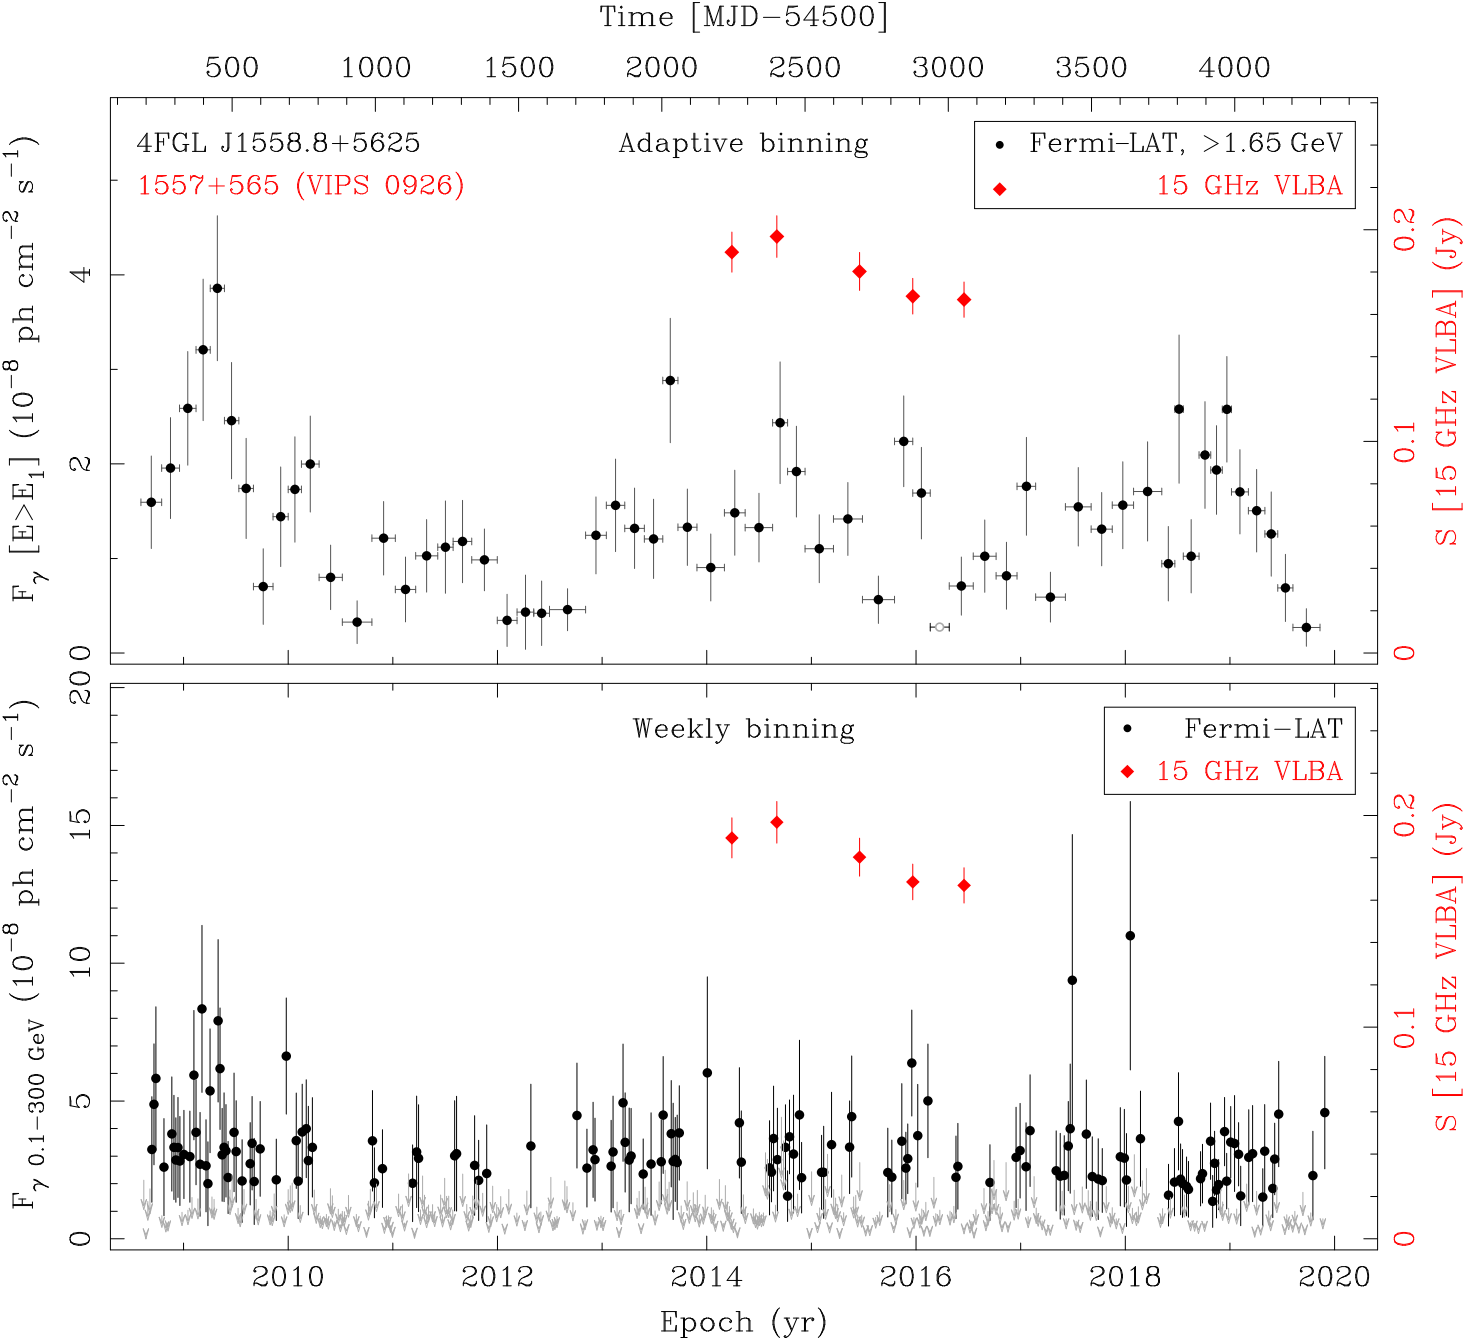 Time [MJD−54500]
500 1000 1500 2000 2500 3000 3500 4000
4FGL J1558.8+5625
1557+565 (VIPS 0926)
Adaptive binning
Fermi−LAT, >1.65 GeV
15 GHz VLBA
F_γ [E>E_1] (10^−8 ph cm^−2 s^−1)
0 2 4
S [15 GHz VLBA] (Jy)
0 0.1 0.2
Weekly binning
Fermi−LAT
15 GHz VLBA
F_γ 0.1−300 GeV (10^−8 ph cm^−2 s^−1)
0 5 10 15 20
S [15 GHz VLBA] (Jy)
0 0.1 0.2
2010 2012 2014 2016 2018 2020
Epoch (yr)